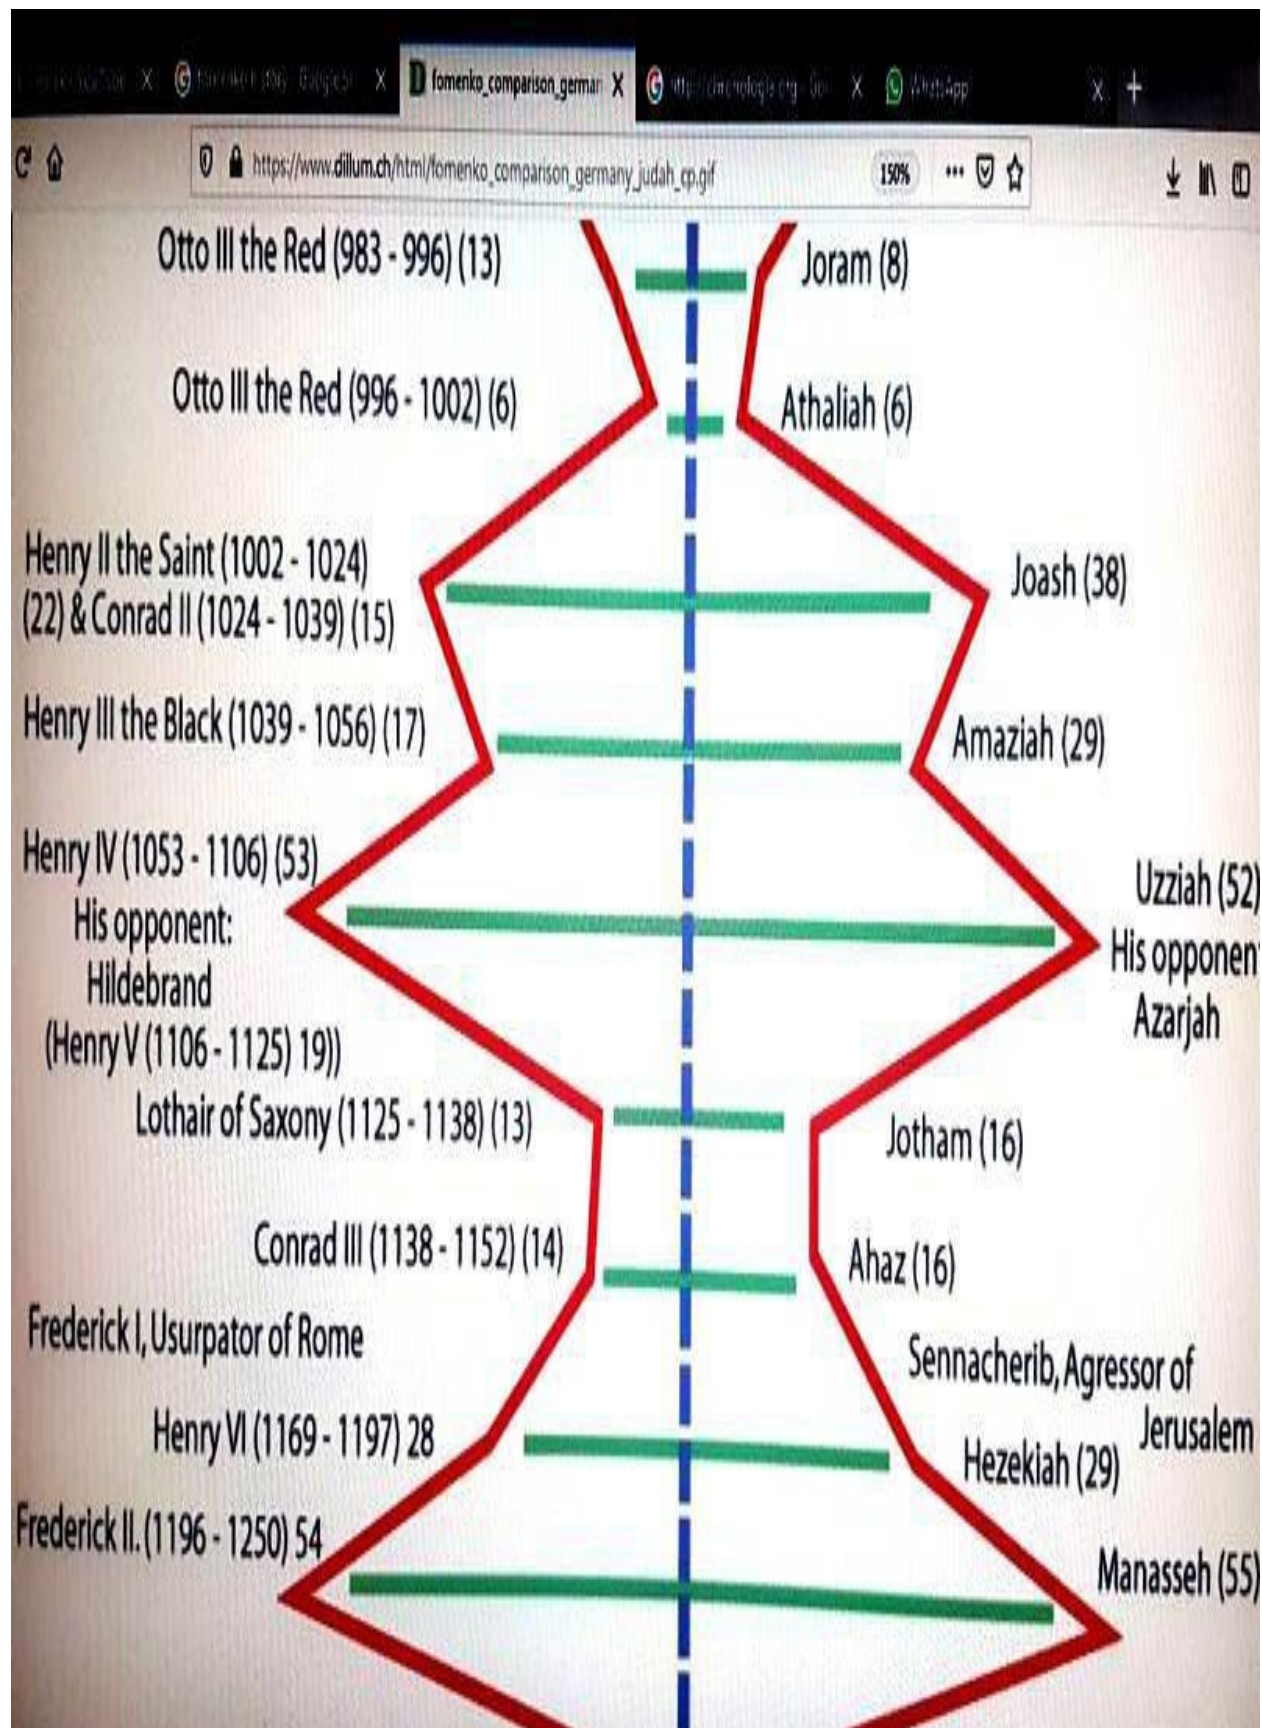 fomenko_comparison_german
WhatsApp
https://www.dillum.ch/html/fomenko_comparison_germany_judah_cp.gif
150%
Otto III the Red (983 - 996) (13)
Joram (8)
Otto III the Red (996 - 1002) (6)
Athaliah (6)
Henry II the Saint (1002 - 1024)
(22) & Conrad II (1024 - 1039) (15)
Joash (38)
Henry III the Black (1039 - 1056) (17)
Amaziah (29)
Henry IV (1053 - 1106) (53)
His opponent:
Hildebrand
(Henry V (1106 - 1125) 19))
Uzziah (52)
His opponen
Azarjah
Lothair of Saxony (1125 - 1138) (13)
Jotham (16)
Conrad III (1138 - 1152) (14)
Ahaz (16)
Frederick I, Usurpator of Rome
Sennacherib, Agressor of
Jerusalem
Henry VI (1169 - 1197) 28
Hezekiah (29)
Frederick II. (1196 - 1250) 54
Manasseh (55)